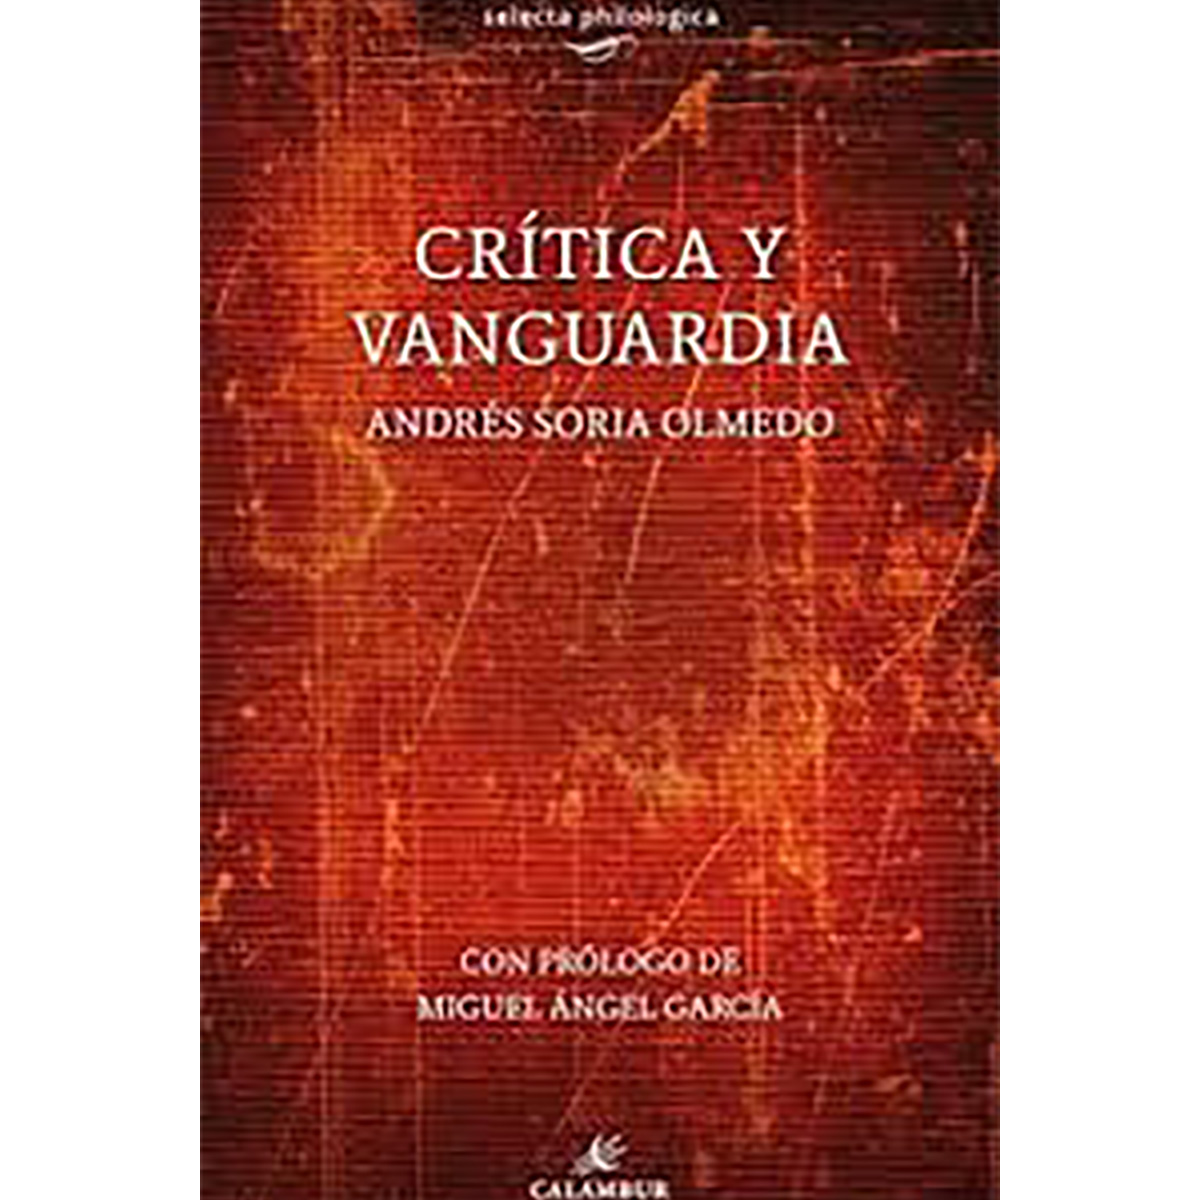 selecta philologica
CRÍTICA Y
VANGUARDIA
ANDRÉS SORIA OLMEDO
CON PRÓLOGO DE
MIGUEL ÁNGEL GARCÍA
CALAMBUR